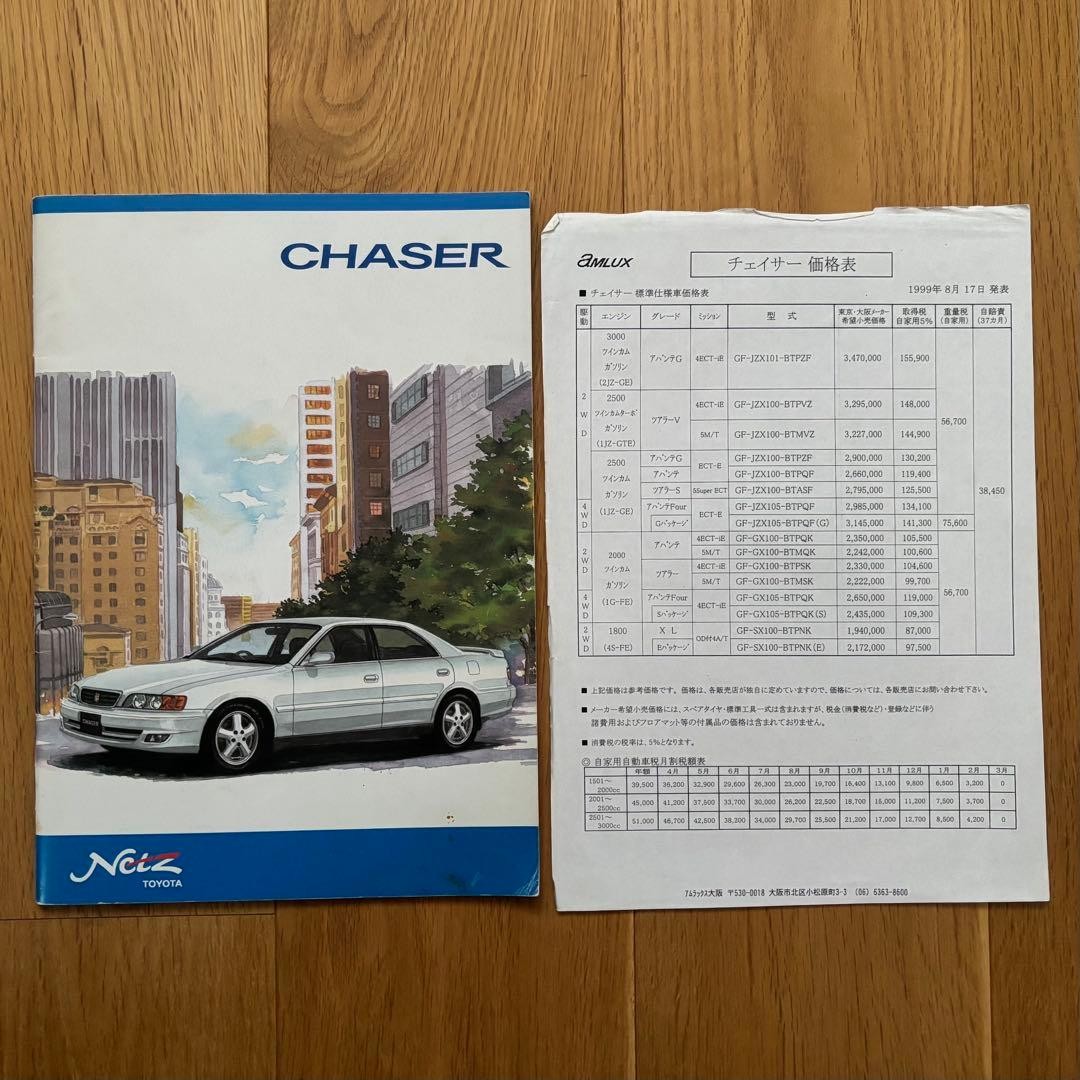 CHASER
CHASER
Netz
TOYOTA
aMLUX
チェイサー 価格表
■ チェイサー 標準仕様車価格表
1999年 8月 17日 発表
駆動 エンジン グレード ミッション 型 式 東京・大阪メーカー希望小売価格 取得税自家用5% 重量税(自家用) 自賠責(37カ月)
2WD 3000ツインカムガソリン(2JZ-GE) アバンテG 4ECT-iE GF-JZX101-BTPZF 3,470,000 155,900 56,700 38,450
2500ツインカムターボガソリン(1JZ-GTE) ツアラーV 4ECT-iE GF-JZX100-BTPVZ 3,295,000 148,000
5M/T GF-JZX100-BTMVZ 3,227,000 144,900
2500ツインカムガソリン(1JZ-GE) アバンテG ECT-E GF-JZX100-BTPZF 2,900,000 130,200
アバンテ GF-JZX100-BTPQF 2,660,000 119,400
ツアラーS 5Super ECT GF-JZX100-BTASF 2,795,000 125,500
4WD アバンテFour ECT-E GF-JZX105-BTPQF 2,985,000 134,100
Gパッケージ GF-JZX105-BTPQF(G) 3,145,000 141,300 75,600
2WD 2000ツインカムガソリン(1G-FE) アバンテ 4ECT-iE GF-GX100-BTPQK 2,350,000 105,500 56,700
5M/T GF-GX100-BTMQK 2,242,000 100,600
ツアラー 4ECT-iE GF-GX100-BTPSK 2,330,000 104,600
5M/T GF-GX100-BTMSK 2,222,000 99,700
4WD アバンテFour 4ECT-iE GF-GX105-BTPQK 2,650,000 119,000
Sパッケージ GF-GX105-BTPQK(S) 2,435,000 109,300
2WD 1800(4S-FE) X L OD付4A/T GF-SX100-BTPNK 1,940,000 87,000
Eパッケージ GF-SX100-BTPNK(E) 2,172,000 97,500
■ 上記価格は参考価格です。価格は、各販売店が独自に定めていますので、価格については、各販売店にお問い合わせ下さい。
■ メーカー希望小売価格には、スペアタイヤ・標準工具一式は含まれますが、税金(消費税など)・登録などに伴う
諸費用およびフロアマット等の付属品の価格は含まれておりません。
■ 消費税の税率は、5%となります。
◎ 自家用自動車税月割税額表
年額 4月 5月 6月 7月 8月 9月 10月 11月 12月 1月 2月 3月
1501～2000cc 39,500 36,200 32,900 29,600 26,300 23,000 19,700 16,400 13,100 9,800 6,500 3,200 0
2001～2500cc 45,000 41,200 37,500 33,700 30,000 26,200 22,500 18,700 15,000 11,200 7,500 3,700 0
2501～3000cc 51,000 46,700 42,500 38,200 34,000 29,700 25,500 21,200 17,000 12,700 8,500 4,200 0
アムラックス大阪 〒530-0018 大阪市北区小松原町3-3 (06) 6363-8600